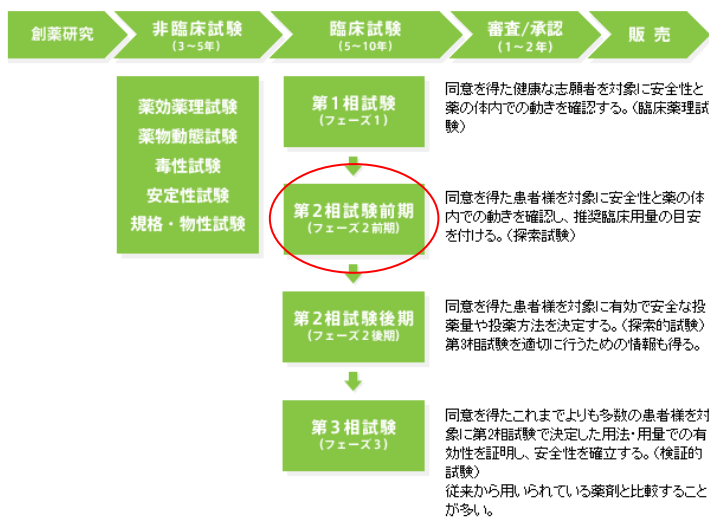 創薬研究
非臨床試験
(3～5年)
臨床試験
(5～10年)
審査/承認
(1～2年)
販売
薬効薬理試験
薬物動態試験
毒性試験
安定性試験
規格・物性試験
第1相試験
(フェーズ1)
同意を得た健康な志願者を対象に安全性と
薬の体内での動きを確認する。（臨床薬理試
験）
第2相試験前期
(フェーズ2前期)
同意を得た患者様を対象に安全性と薬の体
内での動きを確認し、推奨臨床用量の目安
を付ける。（探索試験）
第2相試験後期
(フェーズ2後期)
同意を得た患者様を対象に有効で安全な投
薬量や投薬方法を決定する。（探索的試験）
第3相試験を適切に行うための情報も得る。
第3相試験
(フェーズ3)
同意を得たこれまでよりも多数の患者様を対
象に第2相試験で決定した用法・用量での有
効性を証明し、安全性を確立する。（検証的
試験）
従来から用いられている薬剤と比較すること
が多い。